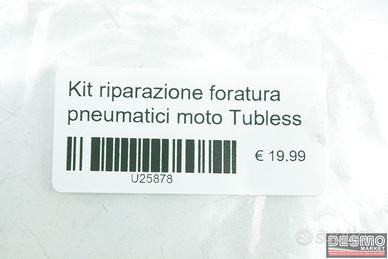 Kit riparazione foratura
pneumatici moto Tubless
€ 19.99
U25878
DESMO
MARKET